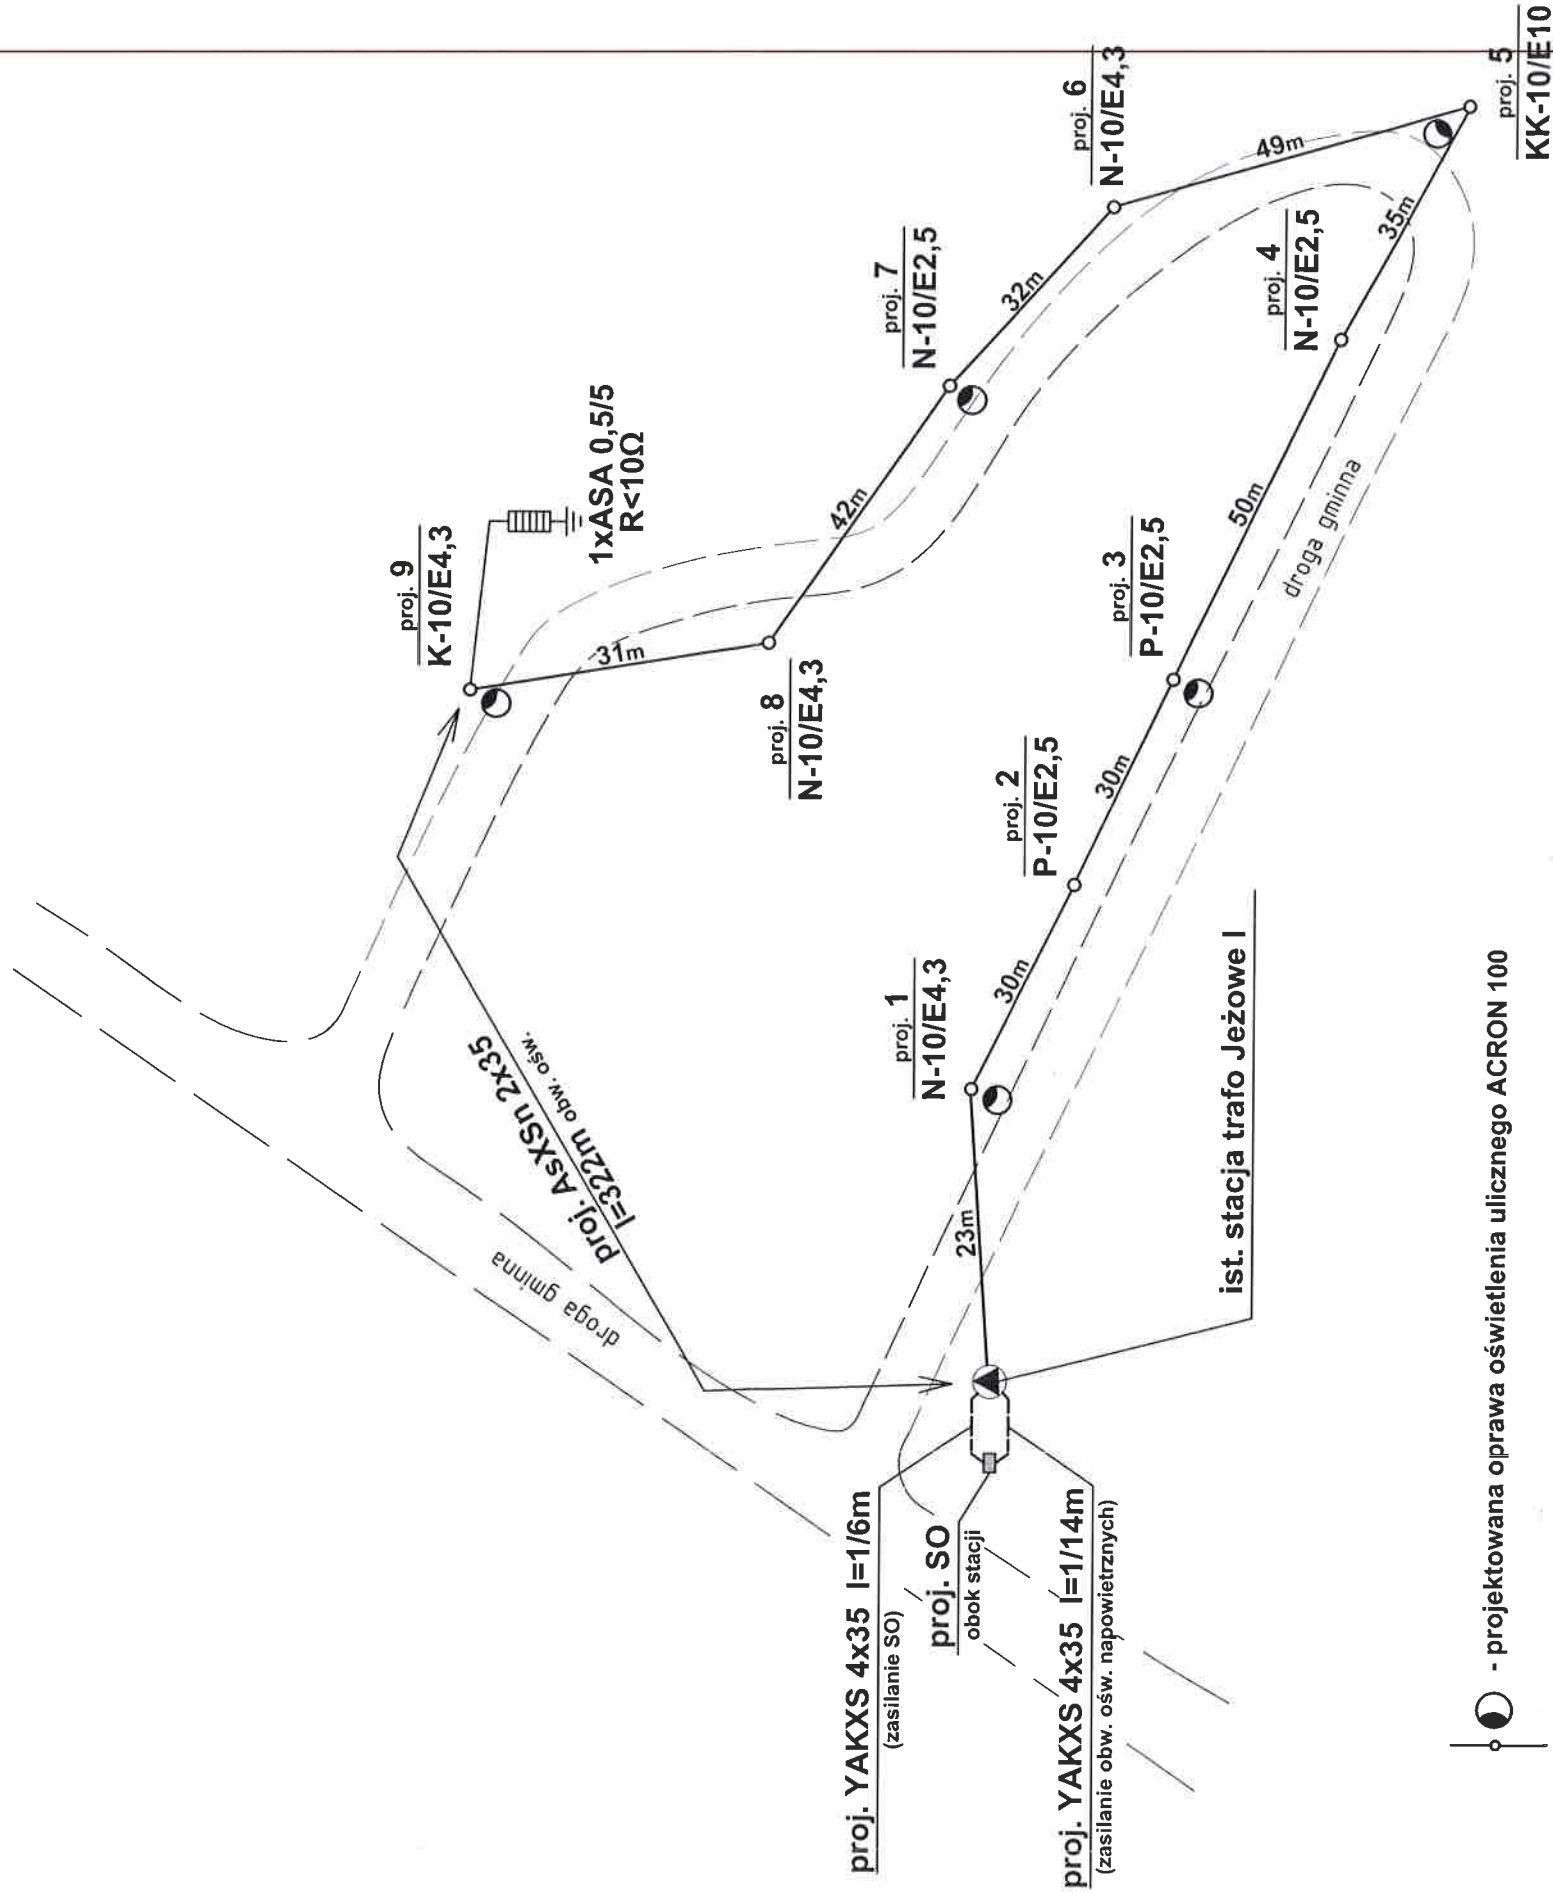 proj. 9
K-10/E4,3
1xASA 0,5/5
R<10Ω
31m
proj. 8
N-10/E4,3
42m
proj. 7
N-10/E2,5
32m
proj. 6
N-10/E4,3
49m
proj. 5
KK-10/E10
35m
proj. 4
N-10/E2,5
50m
droga gminna
proj. 3
P-10/E2,5
30m
proj. 2
P-10/E2,5
30m
proj. 1
N-10/E4,3
23m
proj. AsXSn 2x35
l=322m obw. ośw.
droga gminna
ist. stacja trafo Jeżowe I
proj. YAKXS 4x35 l=1/6m
(zasilanie SO)
proj. SO
obok stacji
proj. YAKXS 4x35 l=1/14m
(zasilanie obw. ośw. napowietrznych)
- projektowana oprawa oświetlenia ulicznego ACRON 100